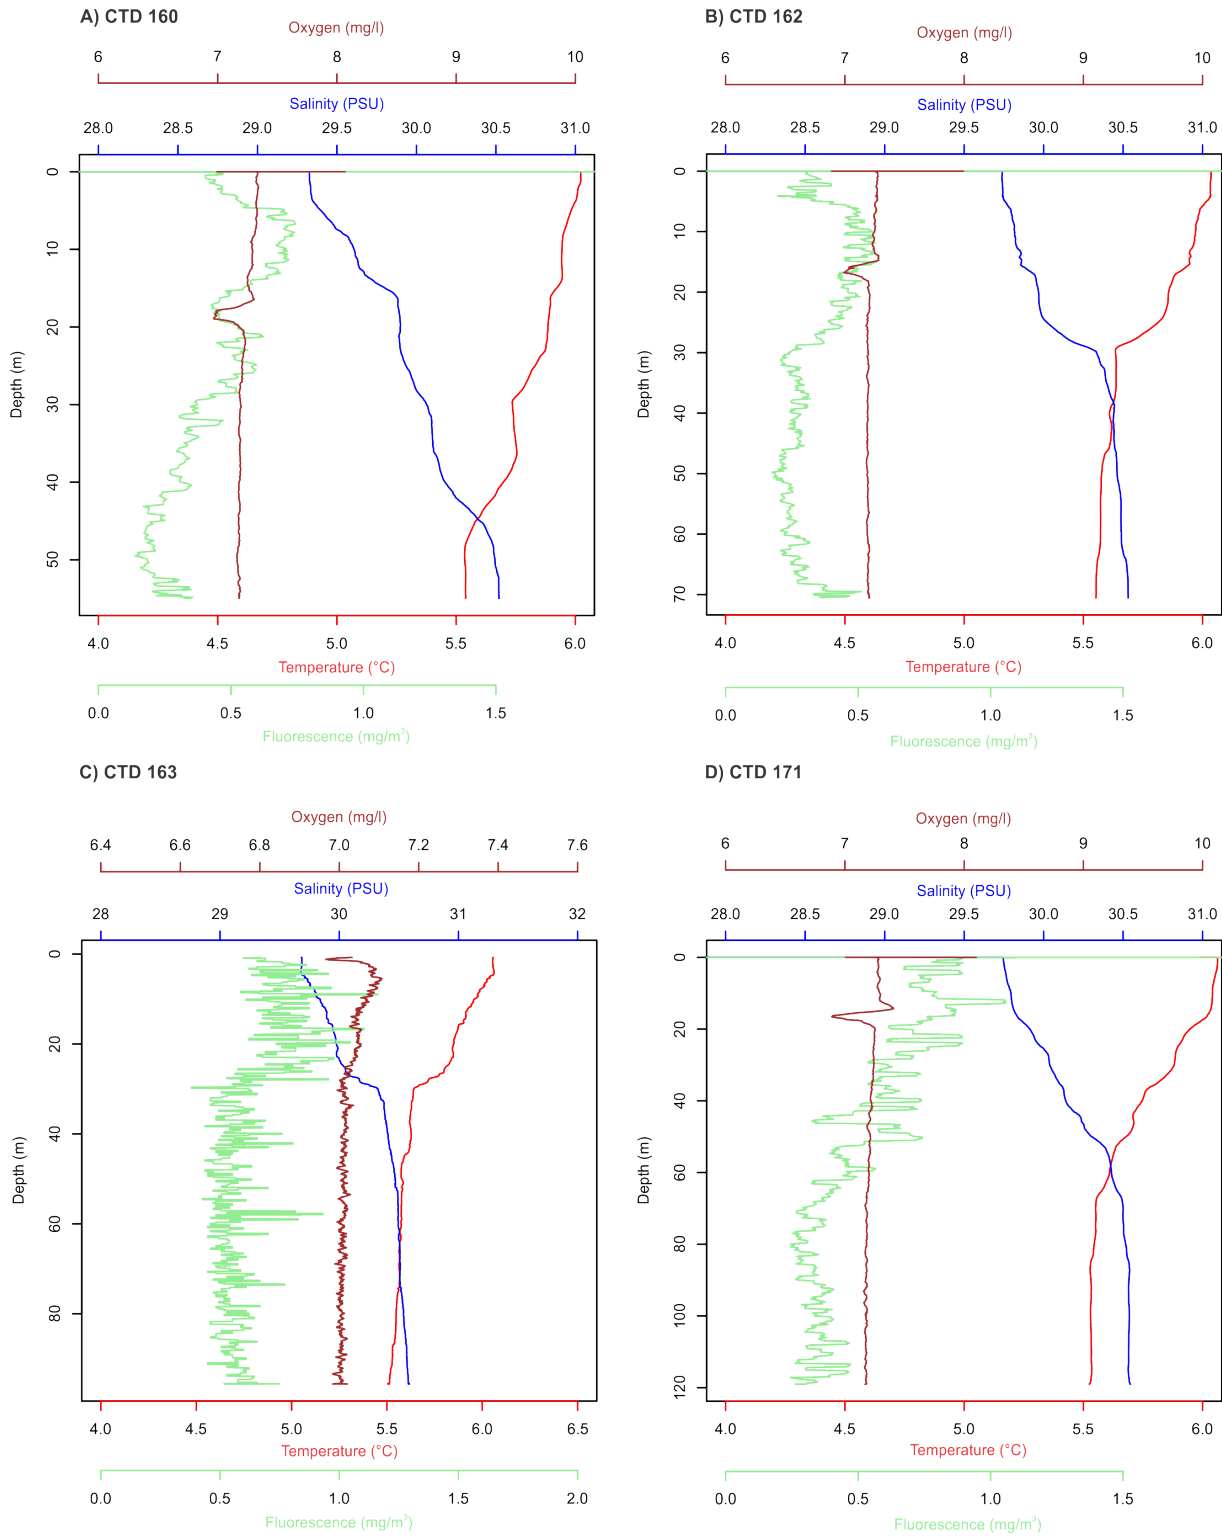 A) CTD 160
Oxygen (mg/l)
6 7 8 9 10
Salinity (PSU)
28.0 28.5 29.0 29.5 30.0 30.5 31.0
Depth (m)
0
10
20
30
40
50
4.0 4.5 5.0 5.5 6.0
Temperature (°C)
0.0 0.5 1.0 1.5
Fluorescence (mg/m³)
B) CTD 162
Oxygen (mg/l)
6 7 8 9 10
Salinity (PSU)
28.0 28.5 29.0 29.5 30.0 30.5 31.0
Depth (m)
0
10
20
30
40
50
60
70
4.0 4.5 5.0 5.5 6.0
Temperature (°C)
0.0 0.5 1.0 1.5
Fluorescence (mg/m³)
C) CTD 163
Oxygen (mg/l)
6.4 6.6 6.8 7.0 7.2 7.4 7.6
Salinity (PSU)
28 29 30 31 32
Depth (m)
0
20
40
60
80
4.0 4.5 5.0 5.5 6.0 6.5
Temperature (°C)
0.0 0.5 1.0 1.5 2.0
Fluorescence (mg/m³)
D) CTD 171
Oxygen (mg/l)
6 7 8 9 10
Salinity (PSU)
28.0 28.5 29.0 29.5 30.0 30.5 31.0
Depth (m)
0
20
40
60
80
100
120
4.0 4.5 5.0 5.5 6.0
Temperature (°C)
0.0 0.5 1.0 1.5
Fluorescence (mg/m³)